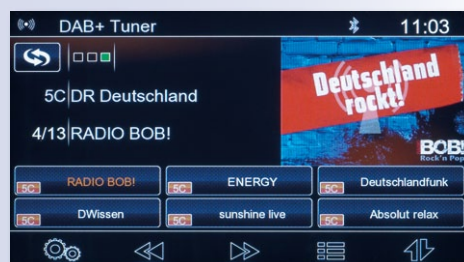 DAB+ Tuner
11:03
5C DR Deutschland
4/13 RADIO BOB!
Deutschland
rockt!
BOB!
Rock'n Pop
5C RADIO BOB!
5C ENERGY
5C Deutschlandfunk
5C DWissen
5C sunshine live
5C Absolut relax